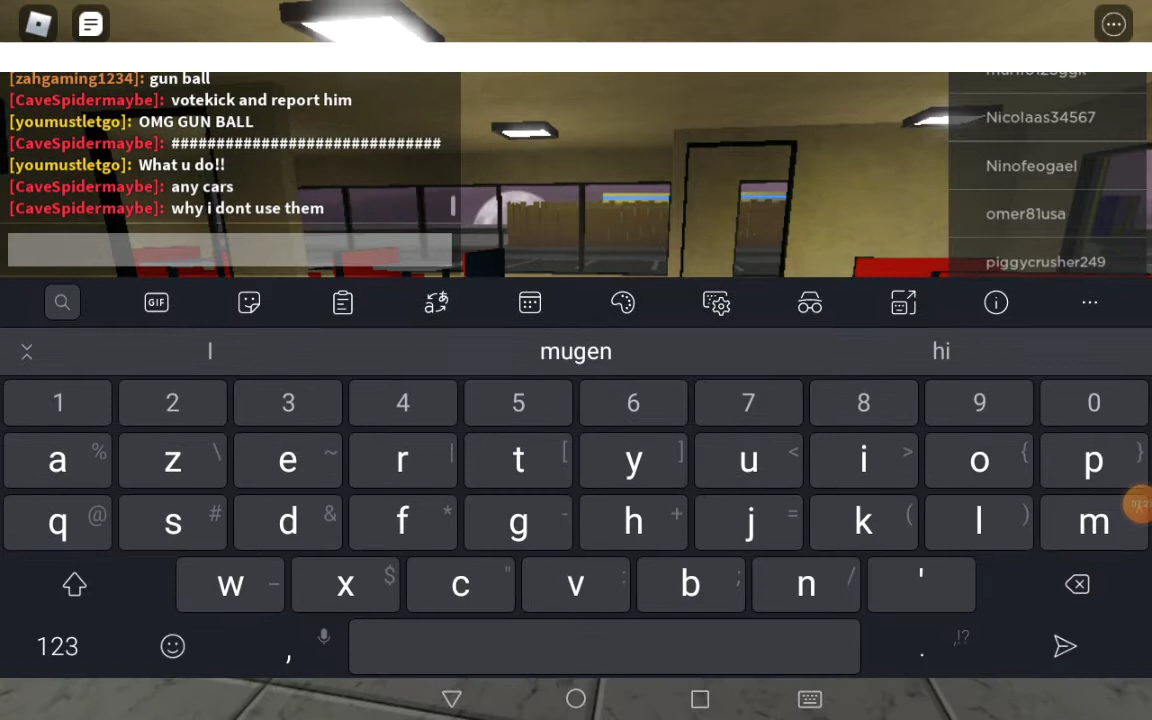 [zahgaming1234]: gun ball
[CaveSpidermaybe]: votekick and report him
[youmustletgo]: OMG GUN BALL
[CaveSpidermaybe]: ##############################
[youmustletgo]: What u do!!
[CaveSpidermaybe]: any cars
[CaveSpidermaybe]: why i dont use them
Nicolaas34567
Ninofeogael
omer81usa
piggycrusher249
GIF
I mugen hi
1 2 3 4 5 6 7 8 9 0
a % z \ e ~ r | t [ y ] u < i > o { p }
q @ s # d & f * g - h + j = k ( l ) m
w _ x $ c " v : b ; n / '
123 , . ,!?